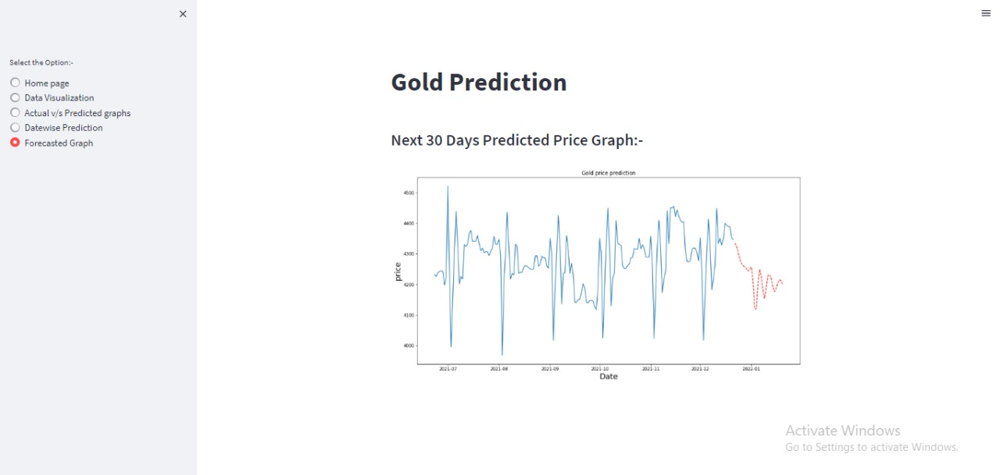 Select the Option:-
Home page
Data Visualization
Actual v/s Predicted graphs
Datewise Prediction
Forecasted Graph
Gold Prediction
Next 30 Days Predicted Price Graph:-
Gold price prediction
4500
4400
4300
4200
4100
4000
price
2021-07 2021-08 2021-09 2021-10 2021-11 2021-12 2022-01
Date
Activate Windows
Go to Settings to activate Windows.